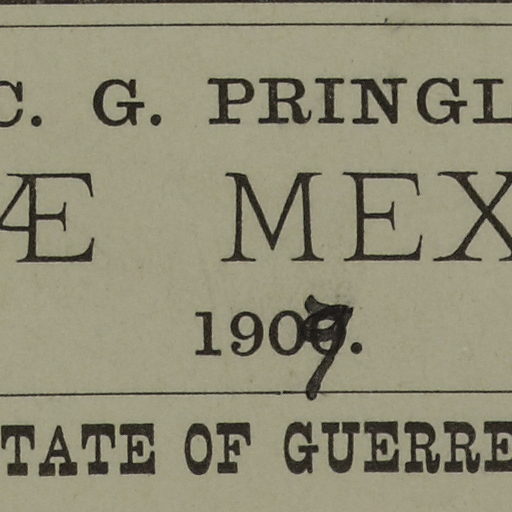 C. G. PRINGL
Æ MEX
1907.
TATE OF GUERRE